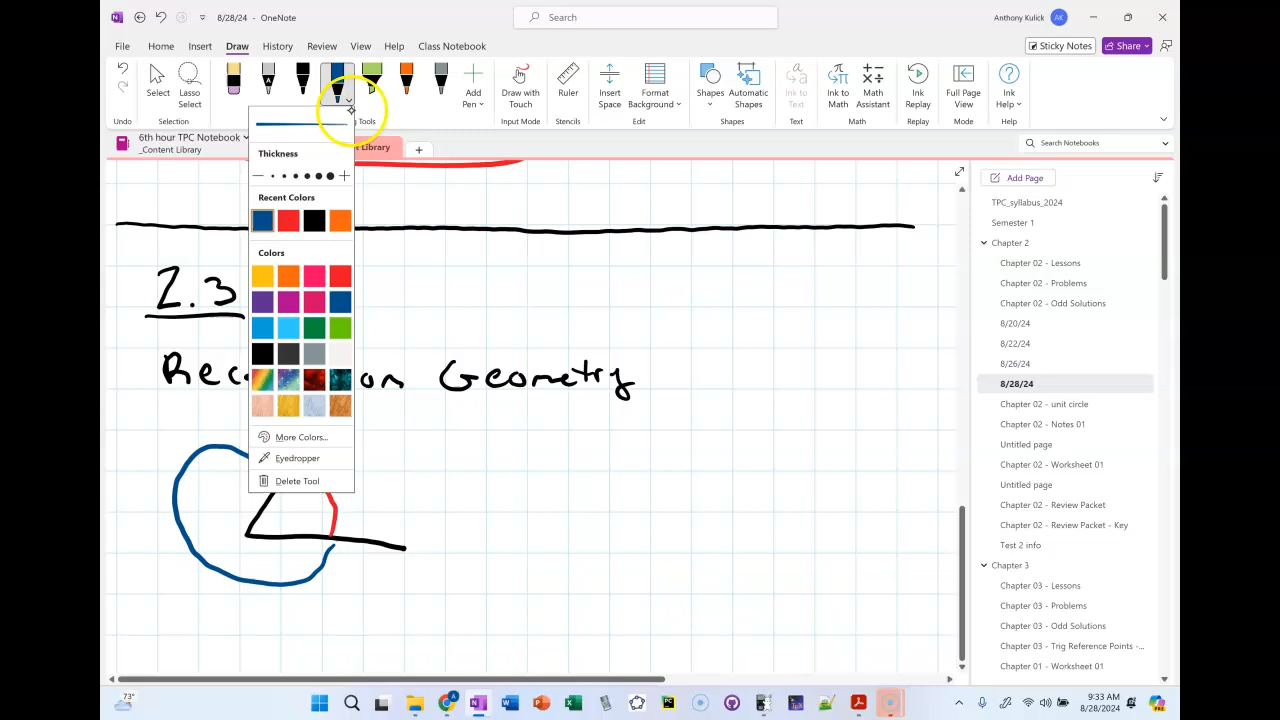 8/28/24 - OneNote
Search
Anthony Kulick AK
File Home Insert Draw History Review View Help Class Notebook
Sticky Notes Share
Select
Lasso Select
Add Pen
Draw with Touch
Ruler
Insert Space
Format Background
Shapes
Automatic Shapes
Ink to Text
Ink to Math
Math Assistant
Ink Replay
Full Page View
Ink Help
Undo Selection Tools Input Mode Stencils Edit Shapes Text Math Replay Mode Help
6th hour TPC Notebook
_Content Library
Search Notebooks
Thickness
Recent Colors
Colors
More Colors...
Eyedropper
Delete Tool
2.3
Geometry
Add Page
TPC_syllabus_2024
Semester 1
Chapter 2
Chapter 02 - Lessons
Chapter 02 - Problems
Chapter 02 - Odd Solutions
8/20/24
8/22/24
8/26/24
8/28/24
Chapter 02 - unit circle
Chapter 02 - Notes 01
Untitled page
Chapter 02 - Worksheet 01
Untitled page
Chapter 02 - Review Packet
Chapter 02 - Review Packet - Key
Test 2 info
Chapter 3
Chapter 03 - Lessons
Chapter 03 - Problems
Chapter 03 - Odd Solutions
Chapter 03 - Trig Reference Points -...
Chapter 01 - Worksheet 01
73°
9:33 AM
8/28/2024